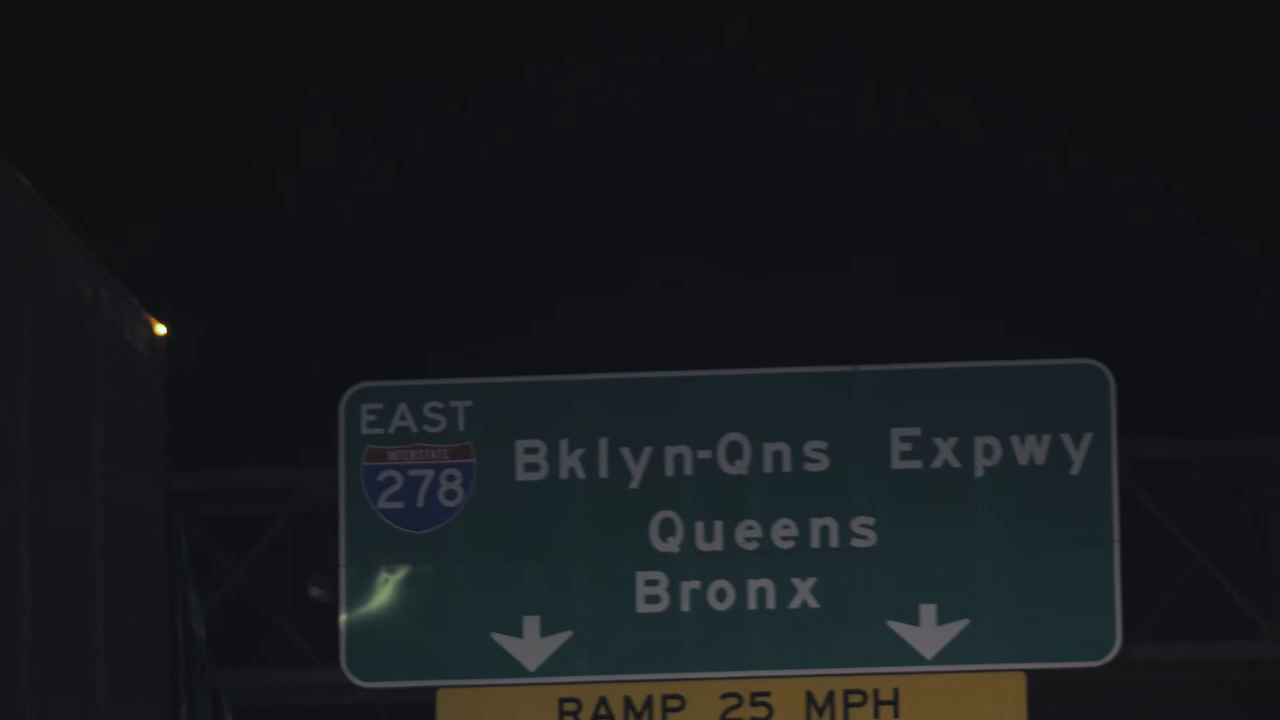 EAST
INTERSTATE
278
Bklyn-Qns Expwy
Queens
Bronx
RAMP 25 MPH